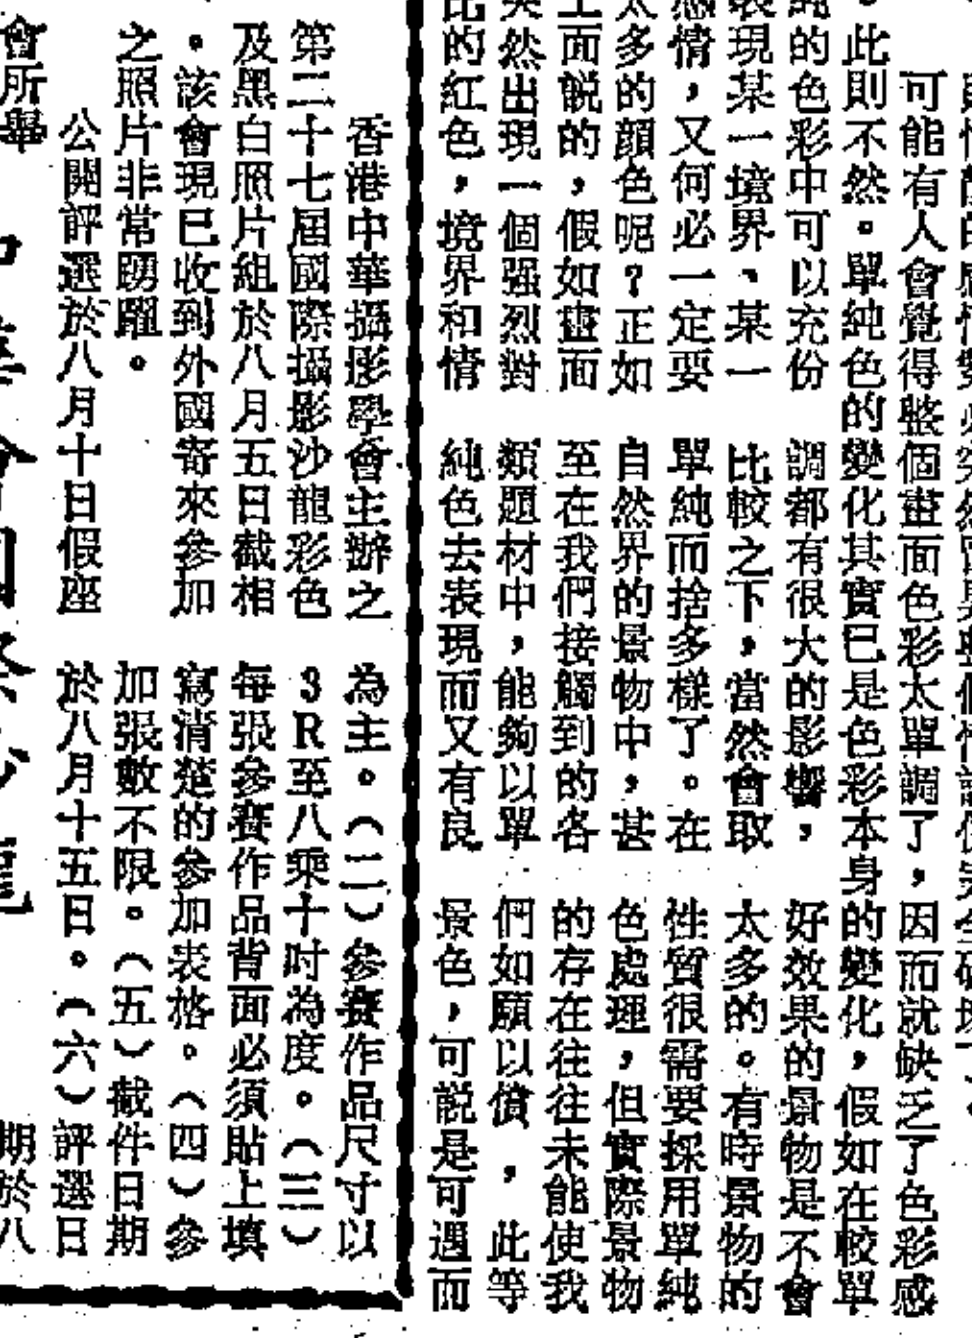 可能有人會覺得整個畫面色彩太單調了，因而就缺乏了色彩感
。此則不然。單純色的變化其實已是色彩本身的變化，假如在較單
純的色彩中可以充份
表現某一境界、某一
感情，又何必一定要
太多的顏色呢？正如
上面說的，假如畫面
突然出現一個强烈對
比的紅色，境界和情
調都有很大的影響，
比較之下，當然會取
單純而捨多樣了。在
自然界的景物中，甚
至在我們接觸到的各
類題材中，能夠以單
純色去表現而又有良
好效果的景物是不會
太多的。有時景物的
性質很需要採用單純
色處理，但實際景物
的存在往往未能使我
們如願以償，此等
景色，可說是可遇而
香港中華攝影學會主辦之
第二十七屆國際攝影沙龍彩色
及黑白照片組於八月五日截相
。該會現已收到外國寄來參加
之照片非常踴躍。
公開評選於八月十日假座
會所舉
為主。（二）參賽作品尺寸以
3R至八乘十吋為度。（三）
每張參賽作品背面必須貼上填
寫清楚的參加表格。（四）參
加張數不限。（五）截件日期
於八月十五日。（六）評選日
期於八